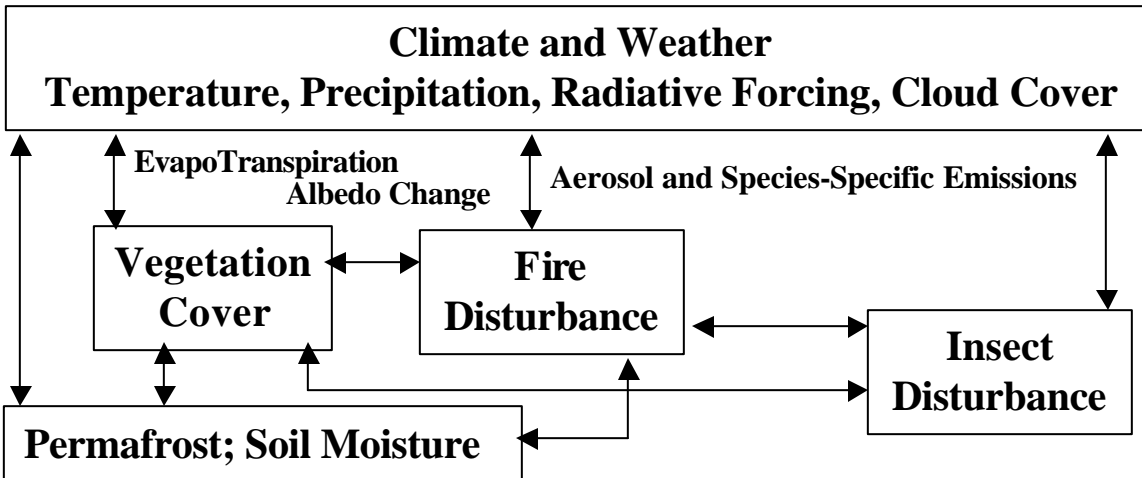 Climate and Weather
Temperature, Precipitation, Radiative Forcing, Cloud Cover
EvapoTranspiration
Albedo Change
Aerosol and Species-Specific Emissions
Vegetation
Cover
Fire
Disturbance
Insect
Disturbance
Permafrost; Soil Moisture